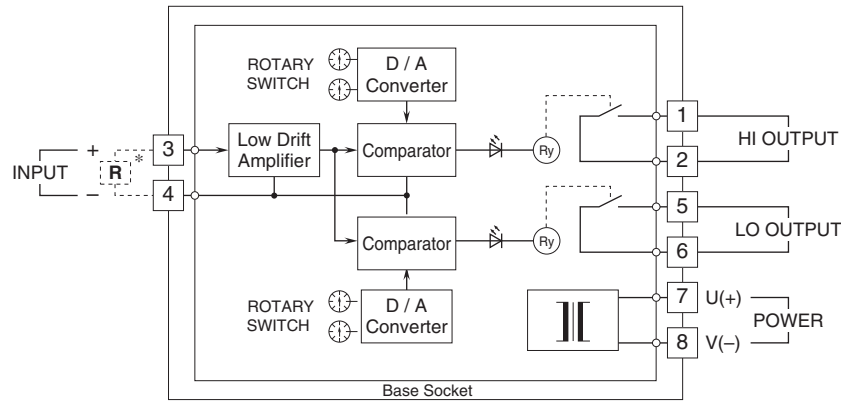 ROTARY
SWITCH
D / A
Converter
INPUT
+
–
R
*
3
4
Low Drift
Amplifier
Comparator
Ry
1
2
HI OUTPUT
Comparator
Ry
5
6
LO OUTPUT
ROTARY
SWITCH
D / A
Converter
7
U(+)
8
V(–)
POWER
Base Socket